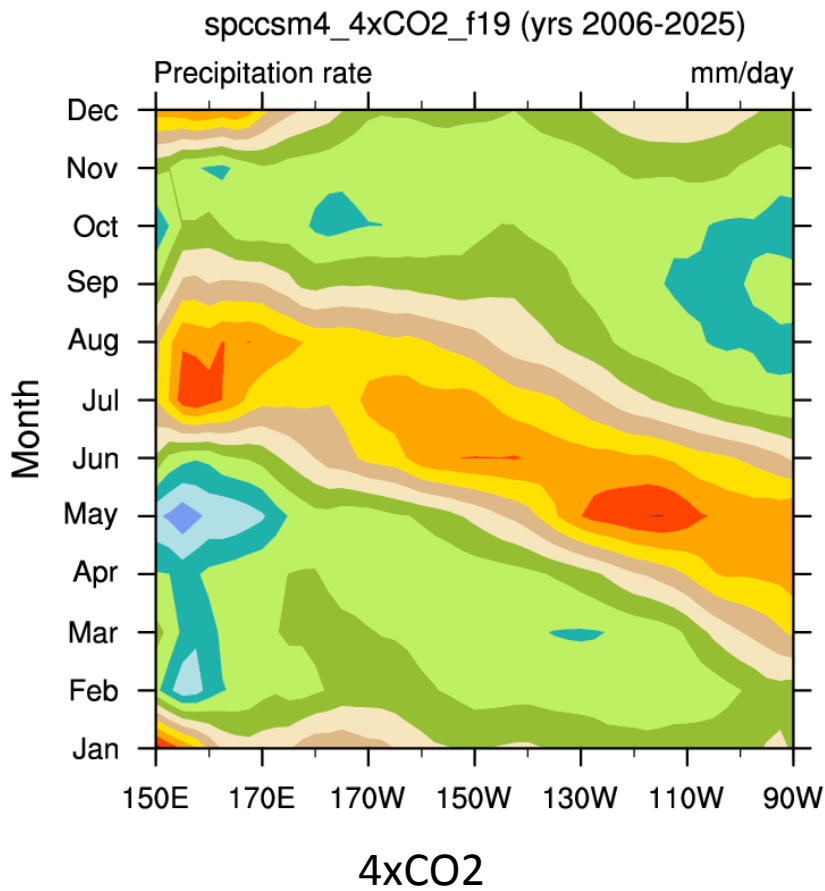 spccsm4_4xCO2_f19 (yrs 2006-2025)
Precipitation rate mm/day
Dec
Nov
Oct
Sep
Aug
Jul
Jun
May
Apr
Mar
Feb
Jan
Month
150E 170E 170W 150W 130W 110W 90W
4xCO2